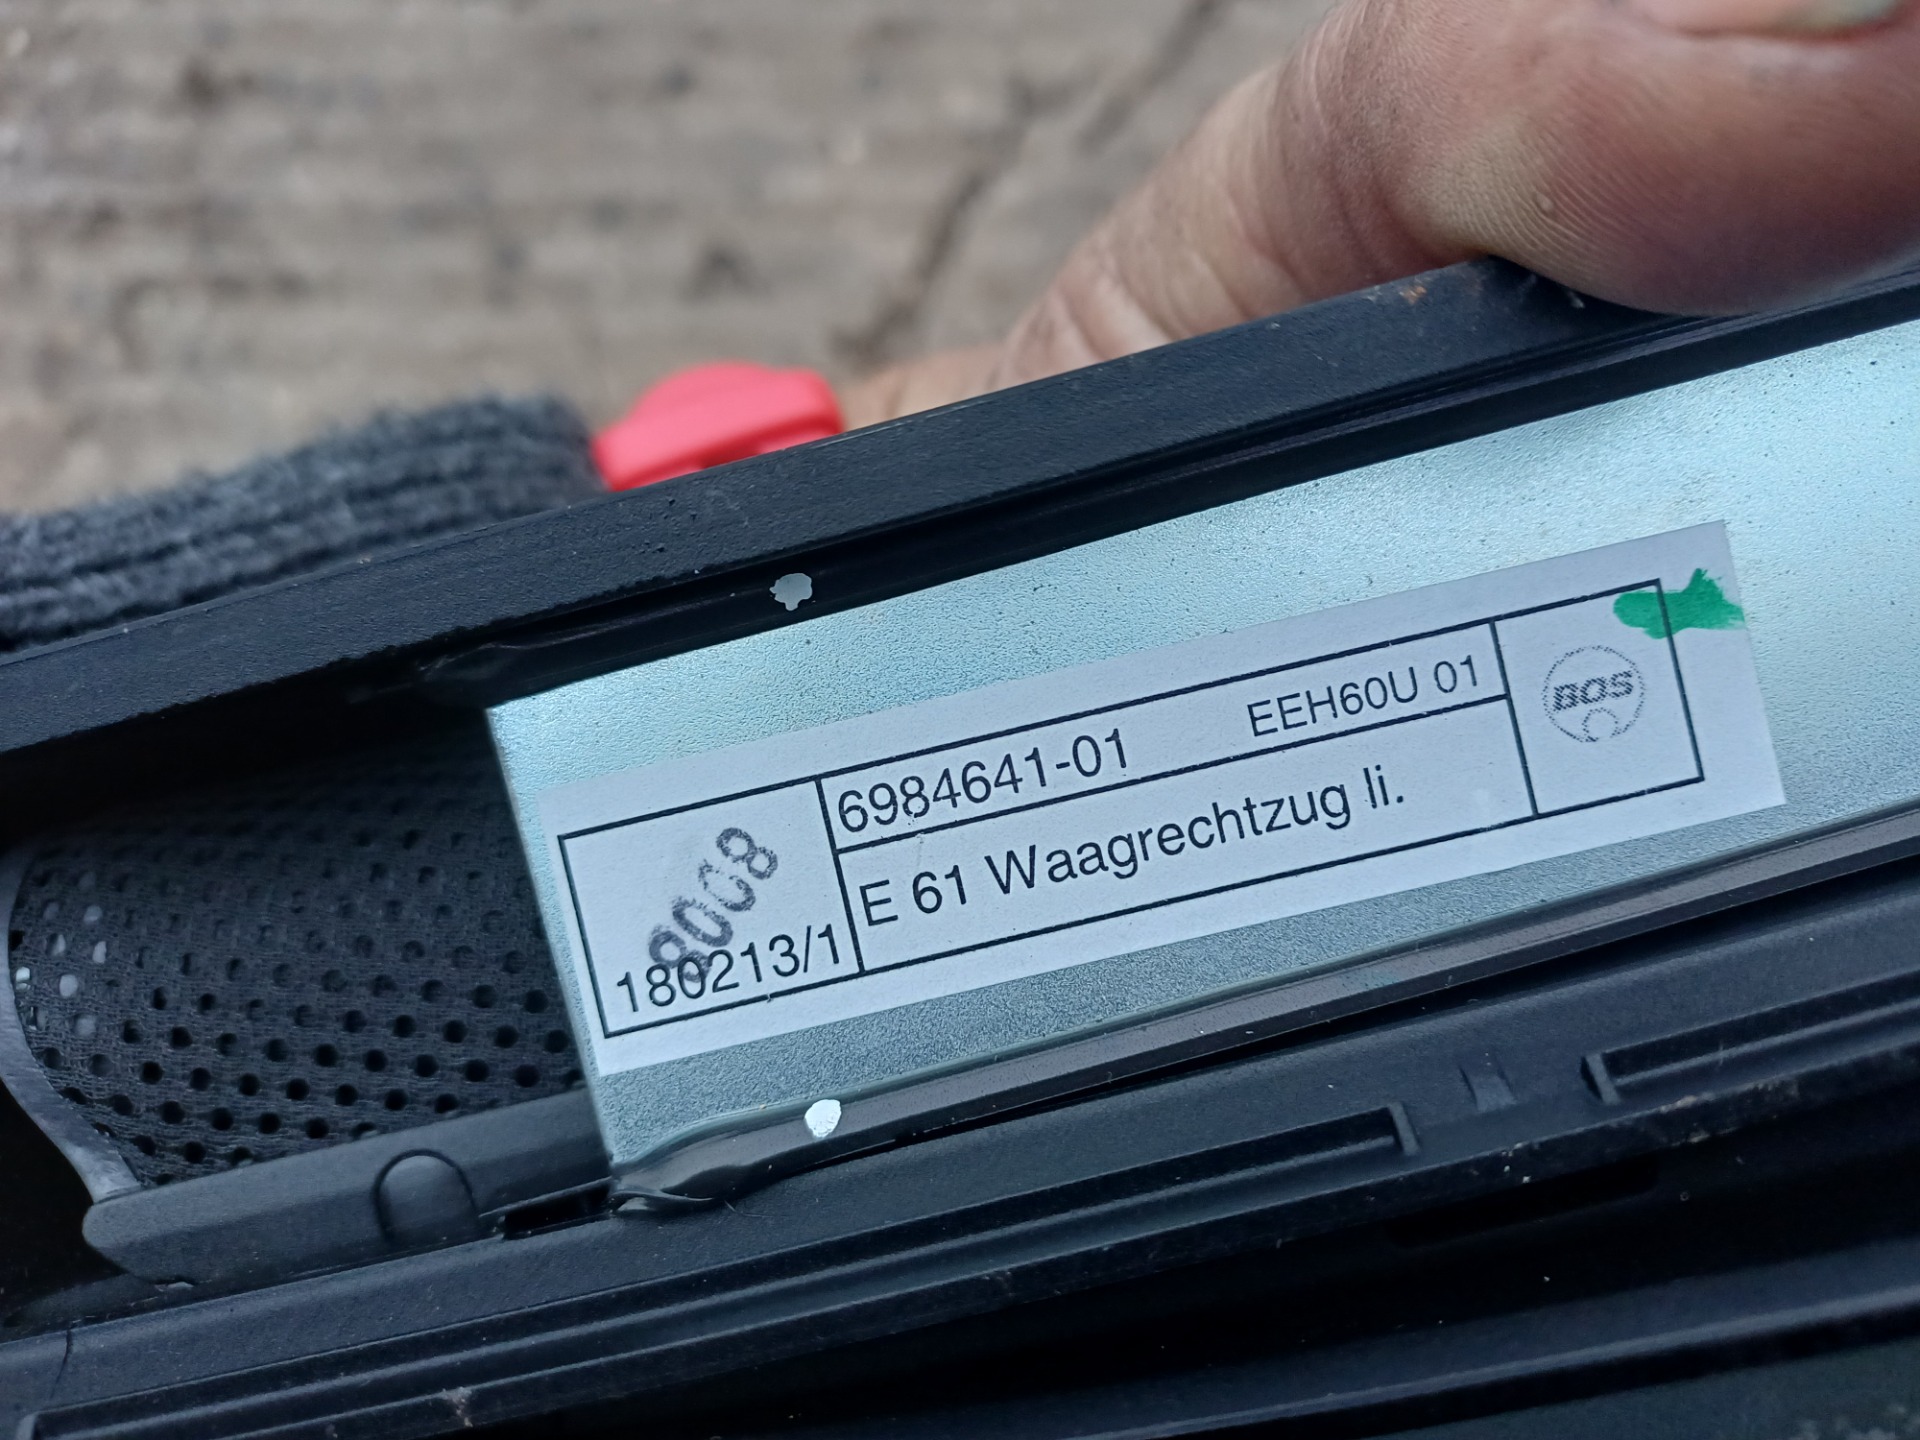 6984641-01 EEH60U 01
E 61 Waagrechtzug li.
180213/1
8008
BOS